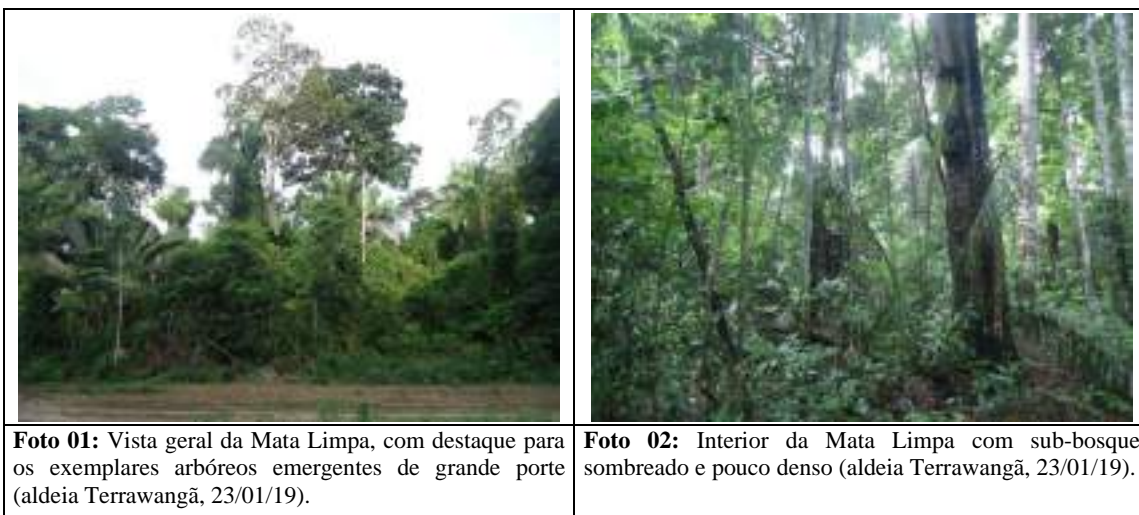 Foto 01: Vista geral da Mata Limpa, com destaque para
os exemplares arbóreos emergentes de grande porte
(aldeia Terrawangã, 23/01/19).
Foto 02: Interior da Mata Limpa com sub-bosque
sombreado e pouco denso (aldeia Terrawangã, 23/01/19).